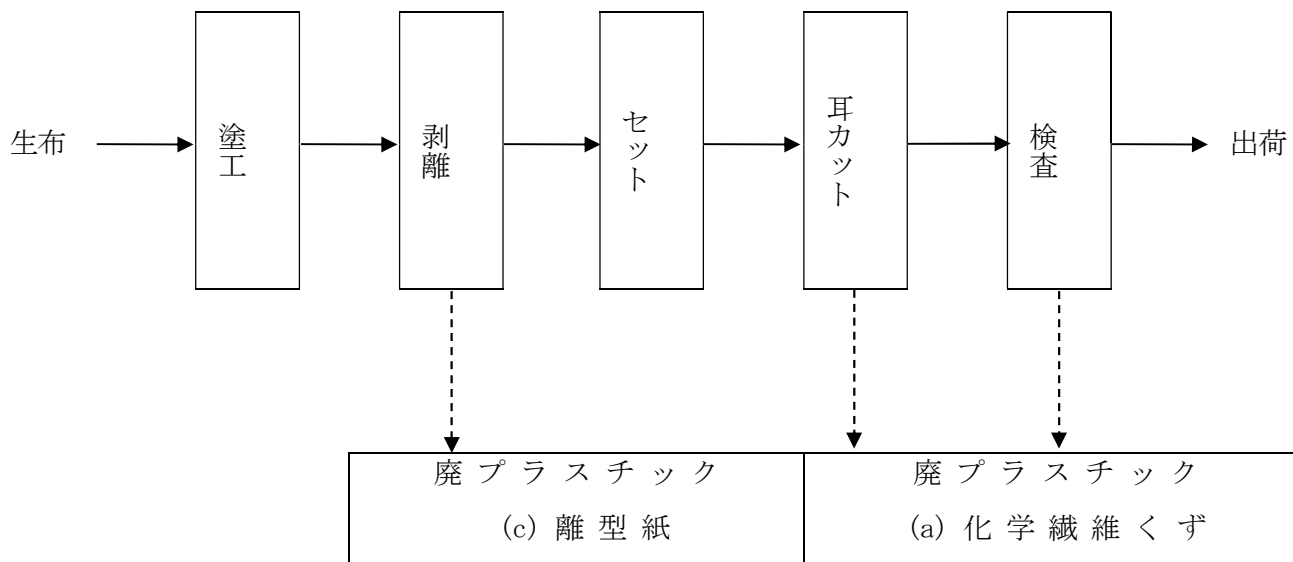 生布
塗工
剥離
セット
耳カット
検査
出荷
廃プラスチック
(c)離型紙
廃プラスチック
(a)化学繊維くず